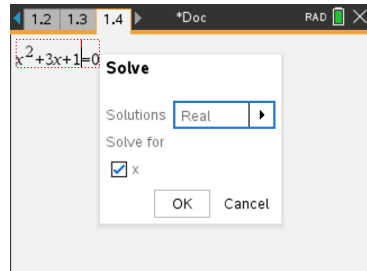 1.2 1.3 1.4 *Doc RAD
x²+3x+1=0
Solve
Solutions Real
Solve for
x
OK Cancel